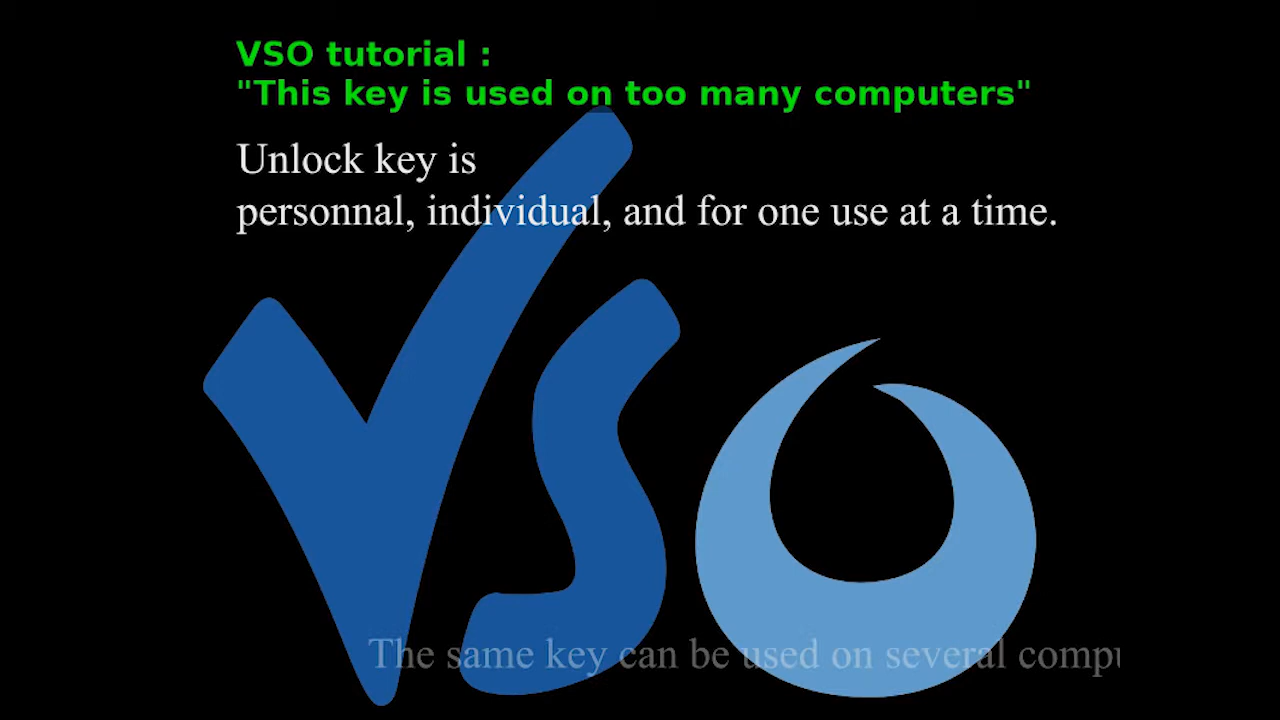 VSO tutorial :
"This key is used on too many computers"
Unlock key is
personnal, individual, and for one use at a time.
VSO
The same key can be used on several compu